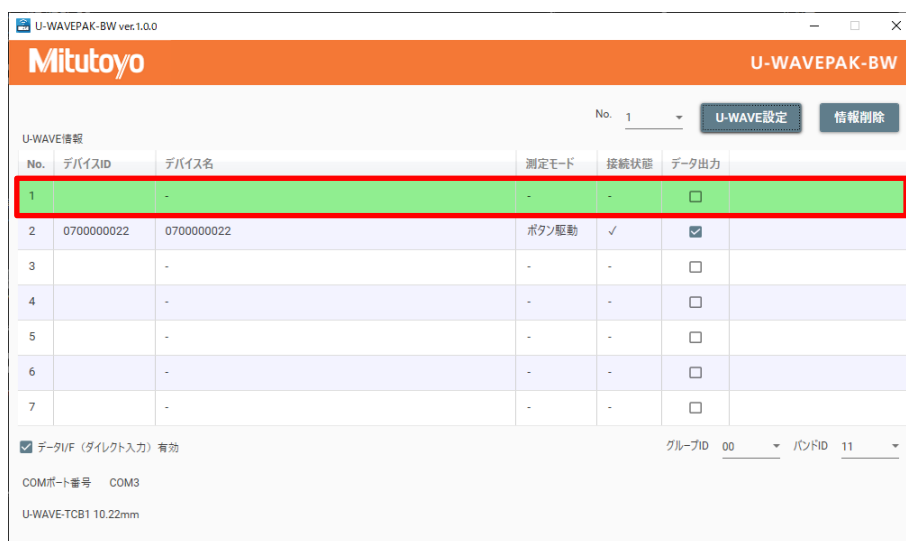 U-WAVEPAK-BW ver.1.0.0
Mitutoyo U-WAVEPAK-BW
No. 1 U-WAVE設定 情報削除
U-WAVE情報
No. デバイスID デバイス名 測定モード 接続状態 データ出力
1 - - -
2 0700000022 0700000022 ボタン駆動 ✓
3 - - -
4 - - -
5 - - -
6 - - -
7 - - -
データI/F（ダイレクト入力）有効 グループID 00 バンドID 11
COMポート番号 COM3
U-WAVE-TCB1 10.22mm